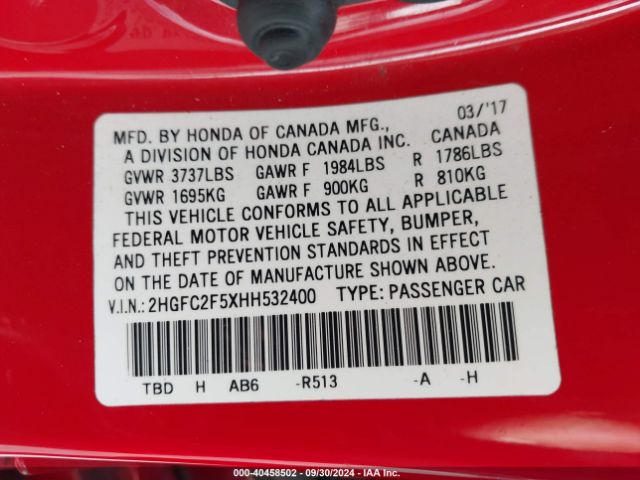 03/'17
MFD. BY HONDA OF CANADA MFG.,
A DIVISION OF HONDA CANADA INC. CANADA
GVWR 3737LBS GAWR F 1984LBS R 1786LBS
GVWR 1695KG GAWR F 900KG R 810KG
THIS VEHICLE CONFORMS TO ALL APPLICABLE
FEDERAL MOTOR VEHICLE SAFETY, BUMPER,
AND THEFT PREVENTION STANDARDS IN EFFECT
ON THE DATE OF MANUFACTURE SHOWN ABOVE.
V.I.N.: 2HGFC2F5XHH532400 TYPE: PASSENGER CAR
TBD H AB6 -R513 -A -H
© 000-40458502 - 09/30/2024 - IAA Inc.